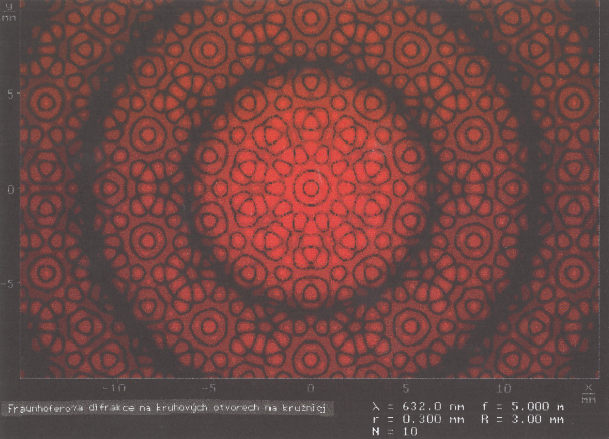 y
mm
5
0
-5
-10 -5 0 5 10 x
mm
Fraunhoferova difrakce na kruhových otvorech na kružnici
λ = 632.0 nm f = 5.000 m
r = 0.300 mm R = 3.00 mm
N = 10